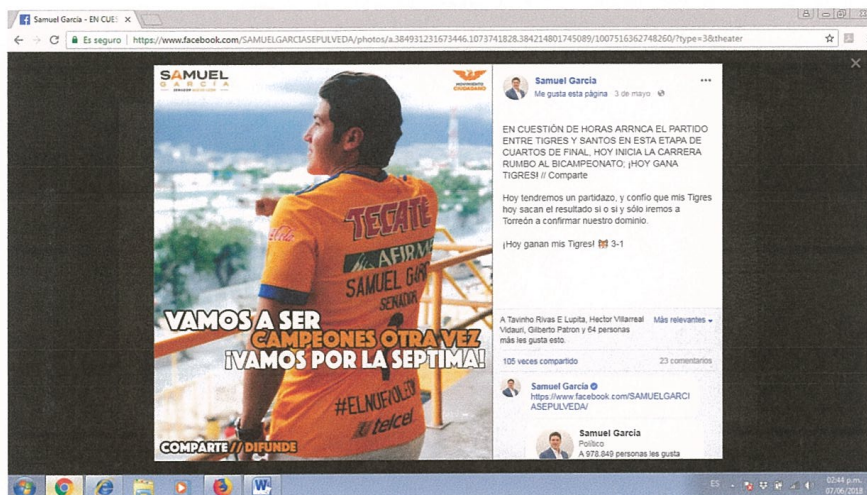 Samuel García - EN CUES
Es seguro | https://www.facebook.com/SAMUELGARCIASEPULVEDA/photos/a.384931231673446.1073741828.384214801745089/1007516362748260/?type=3&theater
SAMUEL
GARCÍA
MOVIMIENTO
CIUDADANO
TECATE
AFIRME
SAMUEL GARC
SENADOR
VAMOS A SER
CAMPEONES OTRA VEZ
¡VAMOS POR LA SEPTIMA!
#ELNUEVOLEON
telcel
COMPARTE // DIFUNDE
Samuel García
Me gusta esta página · 3 de mayo
EN CUESTIÓN DE HORAS ARRNCA EL PARTIDO
ENTRE TIGRES Y SANTOS EN ESTA ETAPA DE
CUARTOS DE FINAL, HOY INICIA LA CARRERA
RUMBO AL BICAMPEONATO; ¡HOY GANA
TIGRES! // Comparte
Hoy tendremos un partidazo, y confío que mis Tigres
hoy sacan el resultado si o si y sólo iremos a
Torreón a confirmar nuestro dominio.
¡Hoy ganan mis Tigres! 🐯 3-1
A Tavinho Rivas E Lupita, Hector Villarreal
Vidauri, Gilberto Patron y 64 personas
más les gusta esto.
Más relevantes
105 veces compartido
23 comentarios
Samuel García
https://www.facebook.com/SAMUELGARCI
ASEPULVEDA/
Samuel García
Político
A 978.849 personas les gusta
ES
02:44 p.m.
07/06/2018